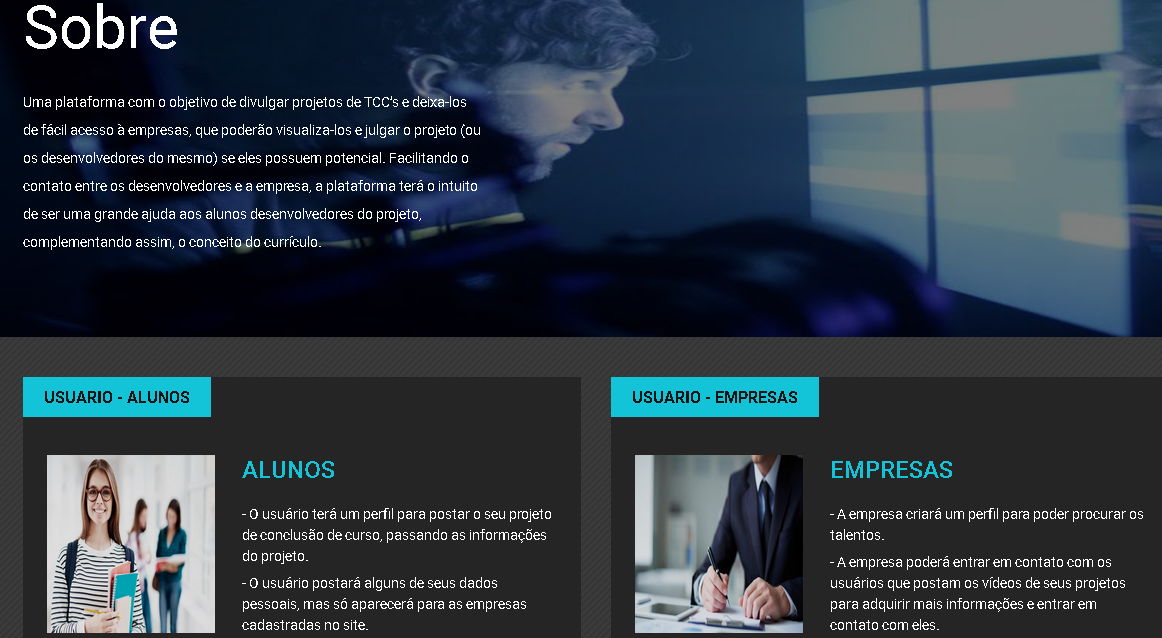 Sobre
Uma plataforma com o objetivo de divulgar projetos de TCC's e deixa-los
de fácil acesso à empresas, que poderão visualiza-los e julgar o projeto (ou
os desenvolvedores do mesmo) se eles possuem potencial. Facilitando o
contato entre os desenvolvedores e a empresa, a plataforma terá o intuito
de ser uma grande ajuda aos alunos desenvolvedores do projeto,
complementando assim, o conceito do currículo.
USUARIO - ALUNOS
ALUNOS
- O usuário terá um perfil para postar o seu projeto
de conclusão de curso, passando as informações
do projeto.
- O usuário postará alguns de seus dados
pessoais, mas só aparecerá para as empresas
cadastradas no site.
USUARIO - EMPRESAS
EMPRESAS
- A empresa criará um perfil para poder procurar os
talentos.
- A empresa poderá entrar em contato com os
usuários que postam os vídeos de seus projetos
para adquirir mais informações e entrar em
contato com eles.